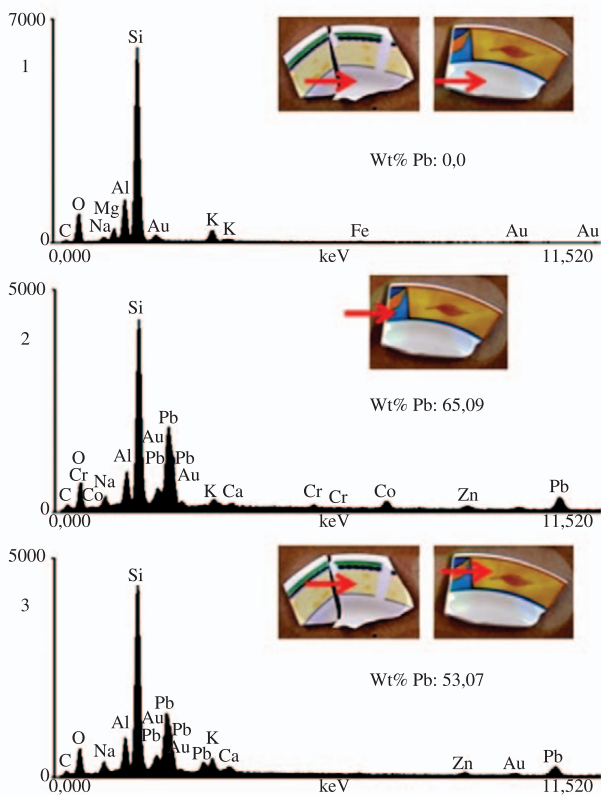 7000
1
Si
O
Al
Mg
C
Na
Au
K
K
Fe
Au
Au
Wt% Pb: 0,0
0
0,000
keV
11,520
5000
2
Si
Pb
O
Cr
Al
Au
Pb
Pb
Au
C
Co
Na
K
Ca
Cr
Cr
Co
Zn
Pb
Wt% Pb: 65,09
0
0,000
keV
11,520
5000
3
Si
Pb
O
Al
Au
Pb
Pb
Au
C
Na
Pb
K
Ca
Zn
Au
Pb
Wt% Pb: 53,07
0
0,000
keV
11,520